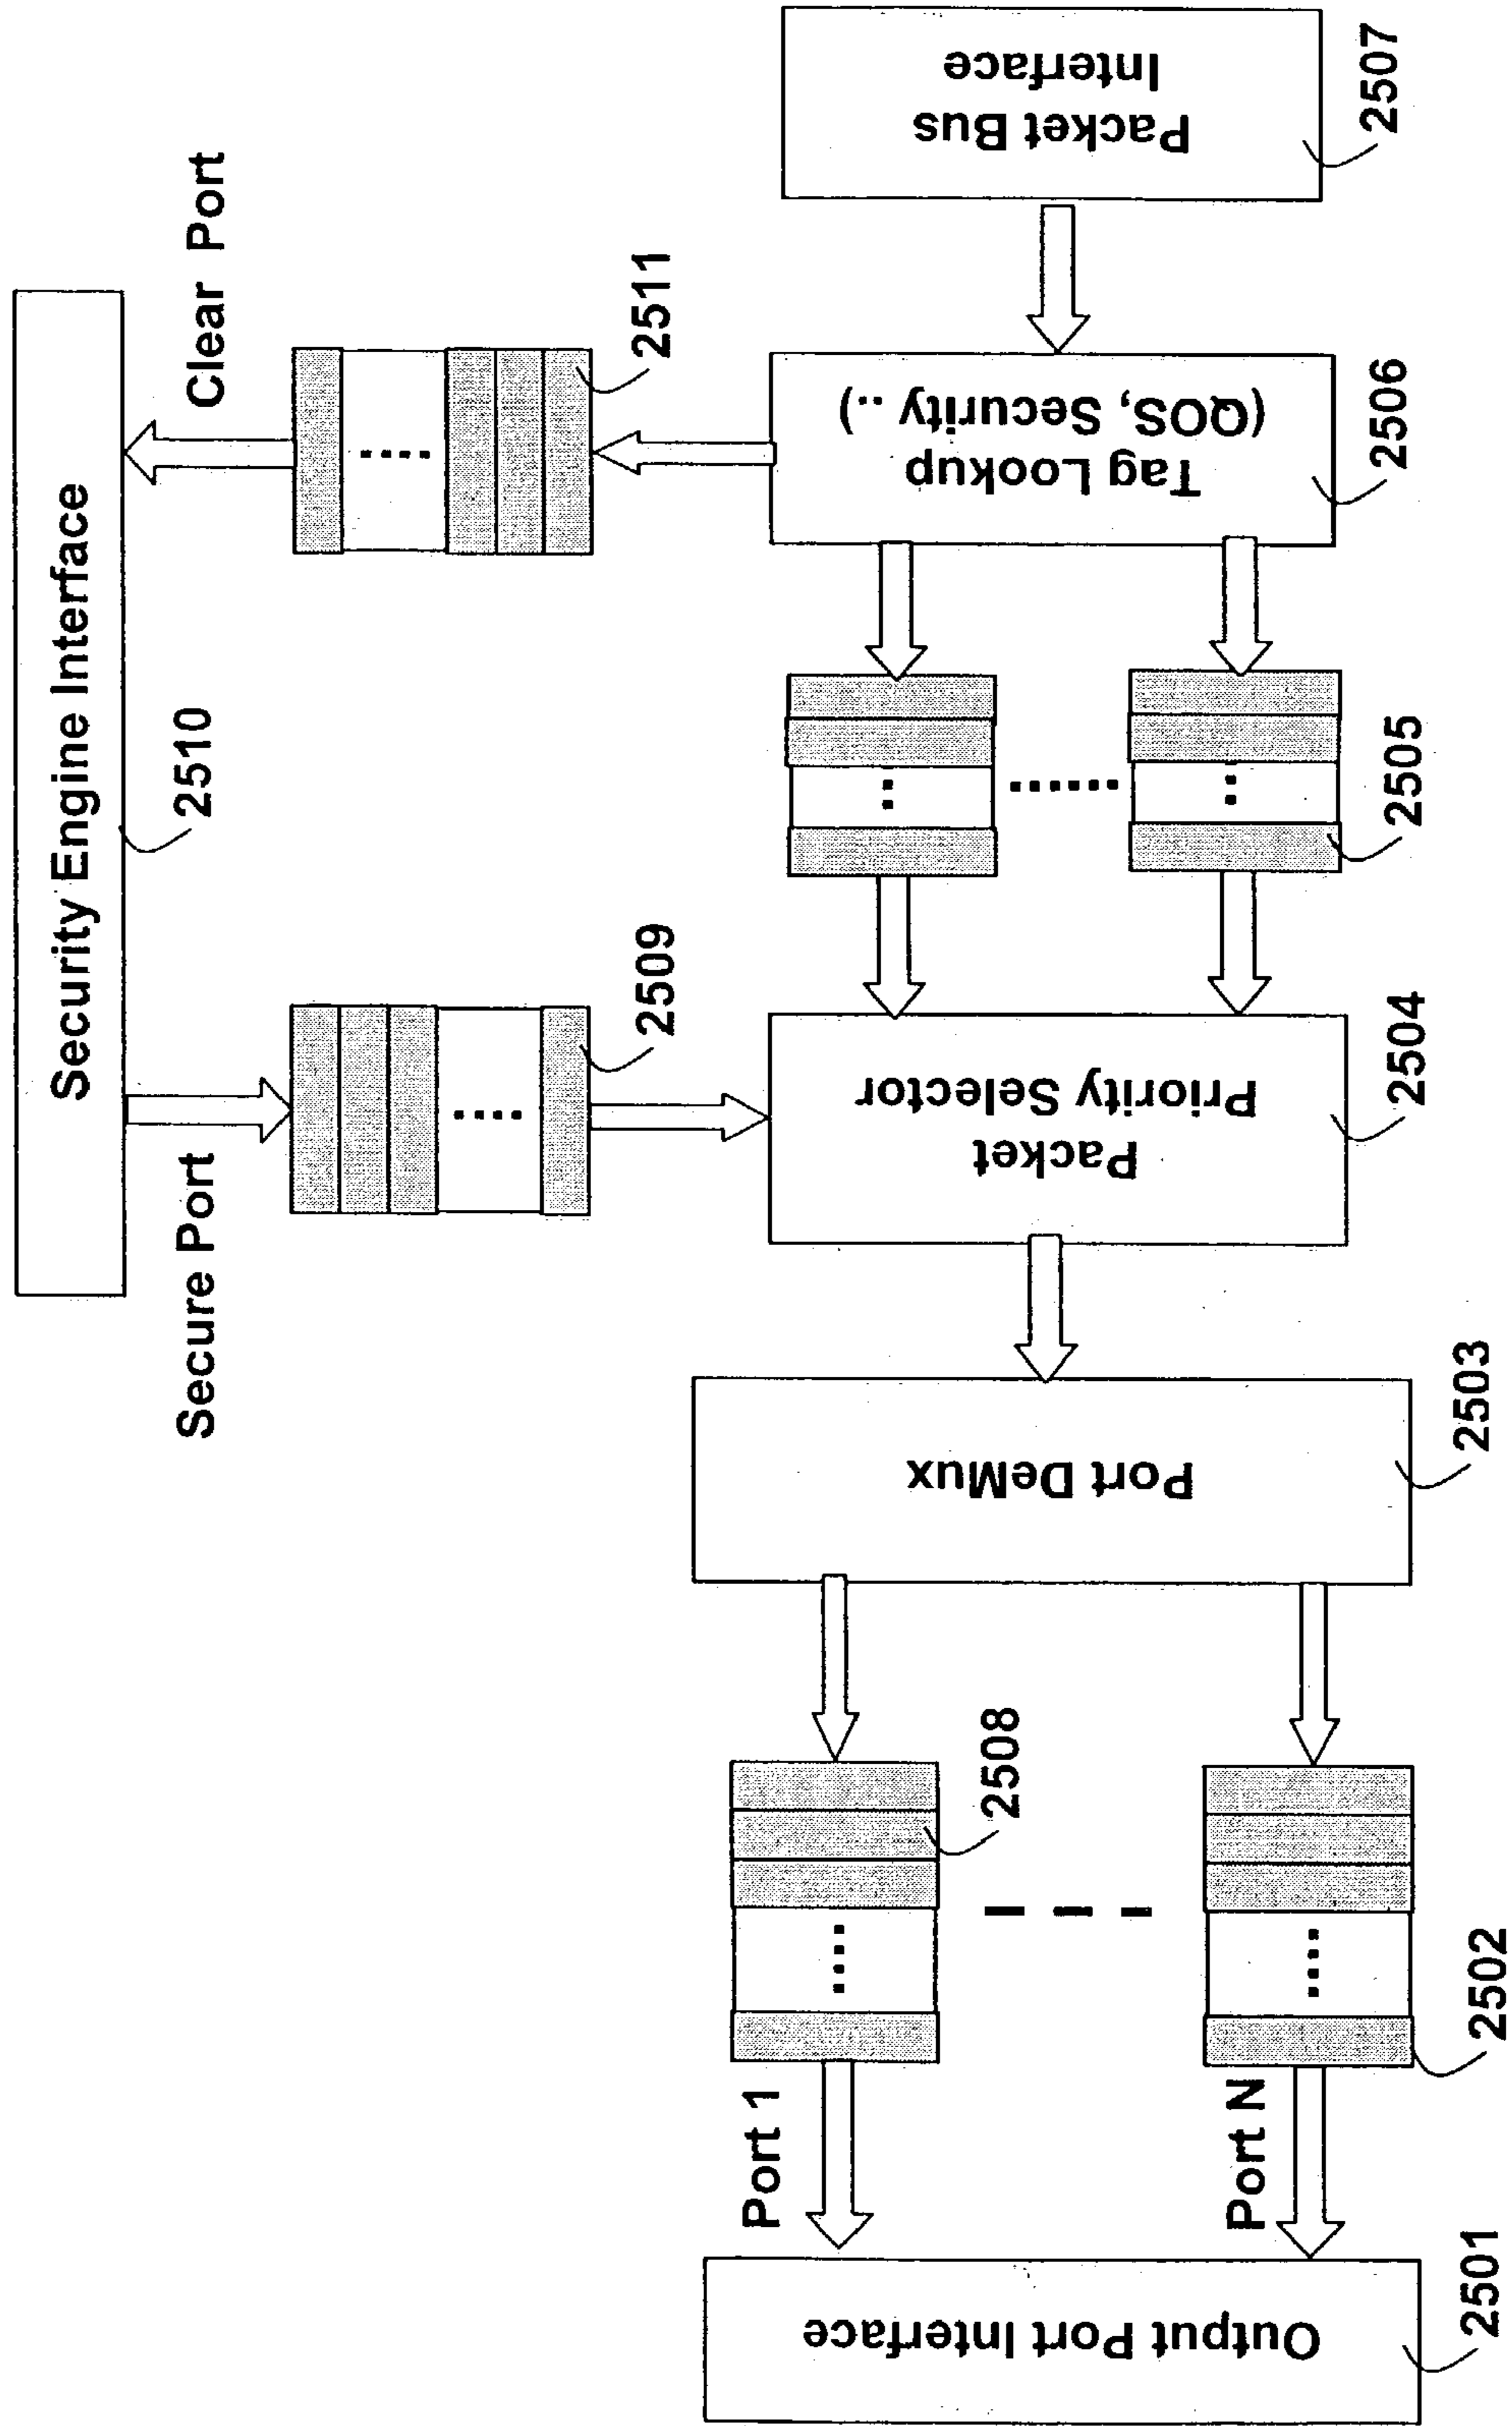 Security Engine Interface
2510
Secure Port
Clear Port
2509
2511
Output Port Interface
2501
Port 1
Port N
2508
2502
Port DeMux
2503
Packet
Priority Selector
2504
2505
Tag Lookup
(QOS, Security ..)
2506
Packet Bus
Interface
2507